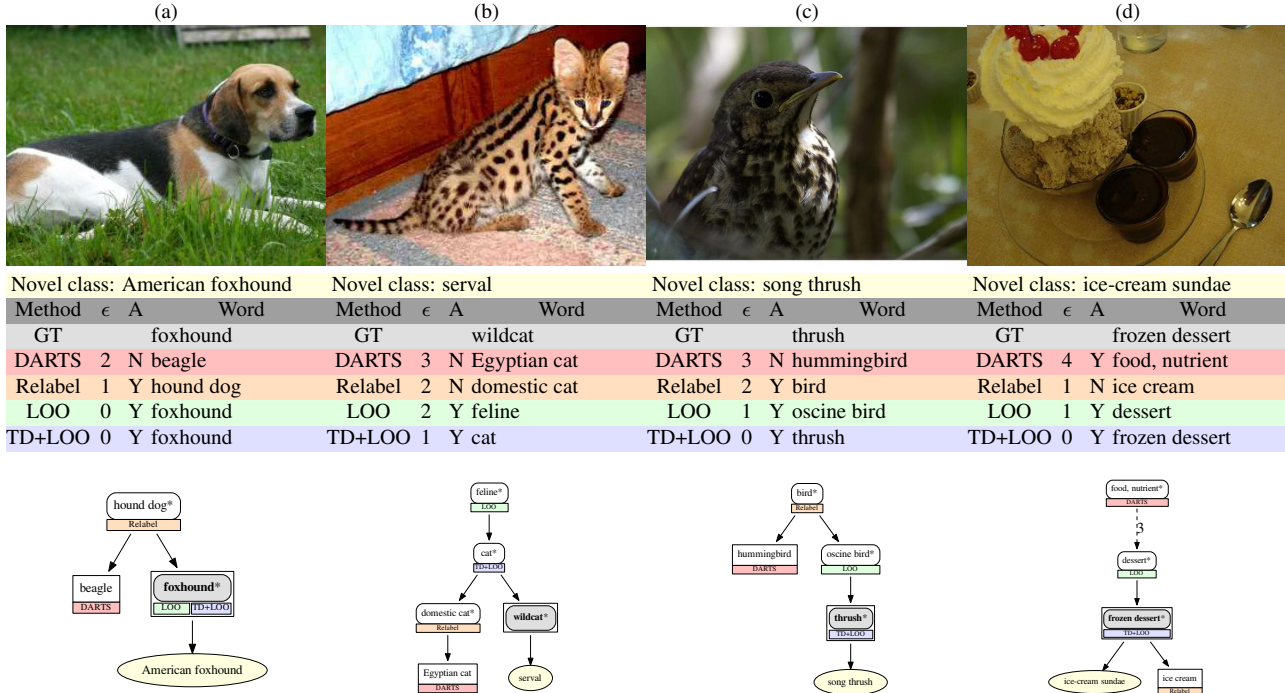 (a) (b) (c) (d)
Novel class: American foxhound Novel class: serval Novel class: song thrush Novel class: ice-cream sundae
Method ϵ A Word Method ϵ A Word Method ϵ A Word Method ϵ A Word
GT foxhound GT wildcat GT thrush GT frozen dessert
DARTS 2 N beagle DARTS 3 N Egyptian cat DARTS 3 N hummingbird DARTS 4 Y food, nutrient
Relabel 1 Y hound dog Relabel 2 N domestic cat Relabel 2 Y bird Relabel 1 N ice cream
LOO 0 Y foxhound LOO 2 Y feline LOO 1 Y oscine bird LOO 1 Y dessert
TD+LOO 0 Y foxhound TD+LOO 1 Y cat TD+LOO 0 Y thrush TD+LOO 0 Y frozen dessert
hound dog*
Relabel
beagle
DARTS
foxhound*
LOO TD+LOO
American foxhound
feline*
LOO
cat*
TD+LOO
domestic cat*
Relabel
wildcat*
Egyptian cat
DARTS
serval
bird*
Relabel
hummingbird
DARTS
oscine bird*
LOO
thrush*
TD+LOO
song thrush
food, nutrient*
DARTS
3
dessert*
LOO
frozen dessert*
TD+LOO
ice-cream sundae
ice cream
Relabel